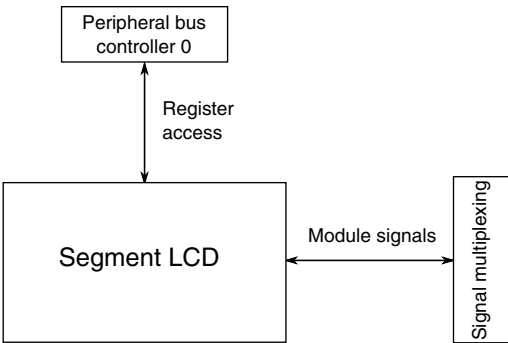 Peripheral bus
controller 0
Register
access
Segment LCD
Module signals
Signal multiplexing